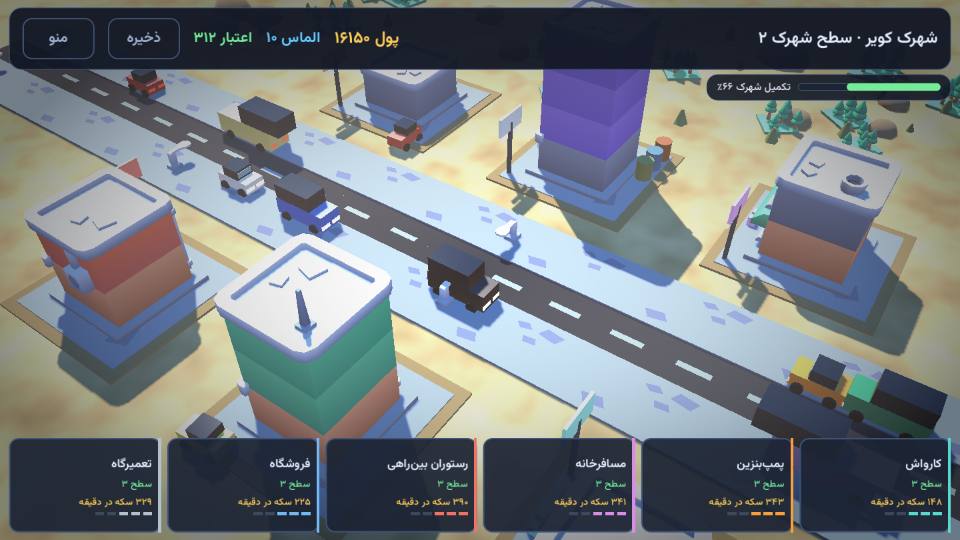 شهرک کویر · سطح شهرک ۲
پول ۱۶۱۵۰
الماس ۱۰
اعتبار ۳۱۲
ذخیره
منو
تکمیل شهرک ۶۶٪
کارواش
سطح ۳
۱۴۸ سکه در دقیقه
پمپ‌بنزین
سطح ۳
۳۴۳ سکه در دقیقه
مسافرخانه
سطح ۳
۳۴۱ سکه در دقیقه
رستوران بین‌راهی
سطح ۳
۳۹۰ سکه در دقیقه
فروشگاه
سطح ۳
۲۲۵ سکه در دقیقه
تعمیرگاه
سطح ۳
۳۲۹ سکه در دقیقه